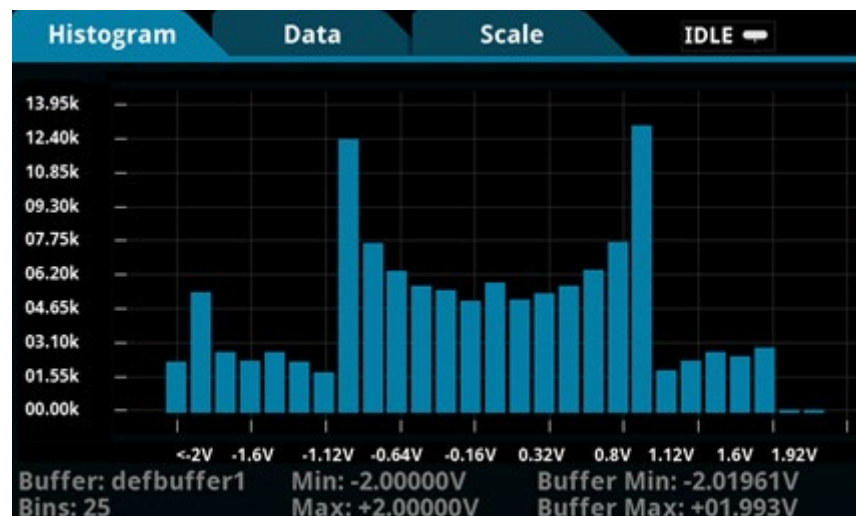 Histogram Data Scale IDLE
13.95k
12.40k
10.85k
09.30k
07.75k
06.20k
04.65k
03.10k
01.55k
00.00k
<-2V -1.6V -1.12V -0.64V -0.16V 0.32V 0.8V 1.12V 1.6V 1.92V
Buffer: defbuffer1 Min: -2.00000V Buffer Min: -2.01961V
Bins: 25 Max: +2.00000V Buffer Max: +01.993V